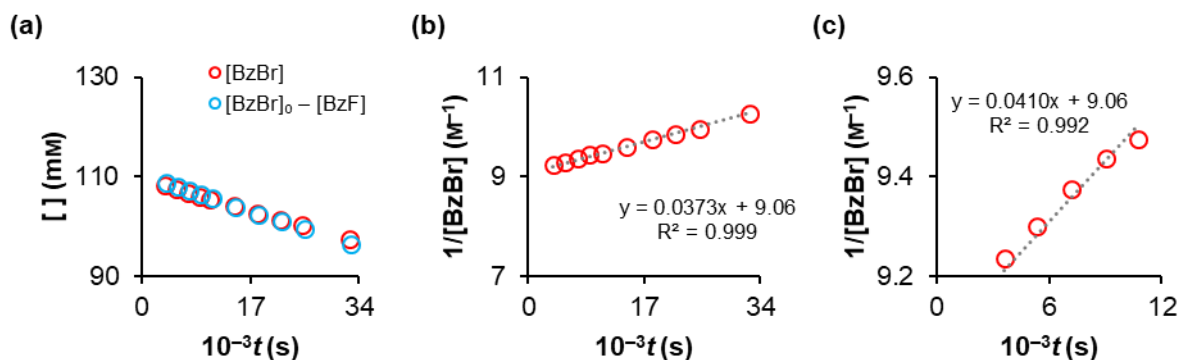 (a)
[ ] (mM)
130
110
90
[BzBr]
[BzBr]₀ – [BzF]
0
17
34
10⁻³t (s)
(b)
1/[BzBr] (M⁻¹)
11
9
7
y = 0.0373x + 9.06
R² = 0.999
0
17
34
10⁻³t (s)
(c)
1/[BzBr] (M⁻¹)
9.6
9.4
9.2
y = 0.0410x + 9.06
R² = 0.992
0
6
12
10⁻³t (s)